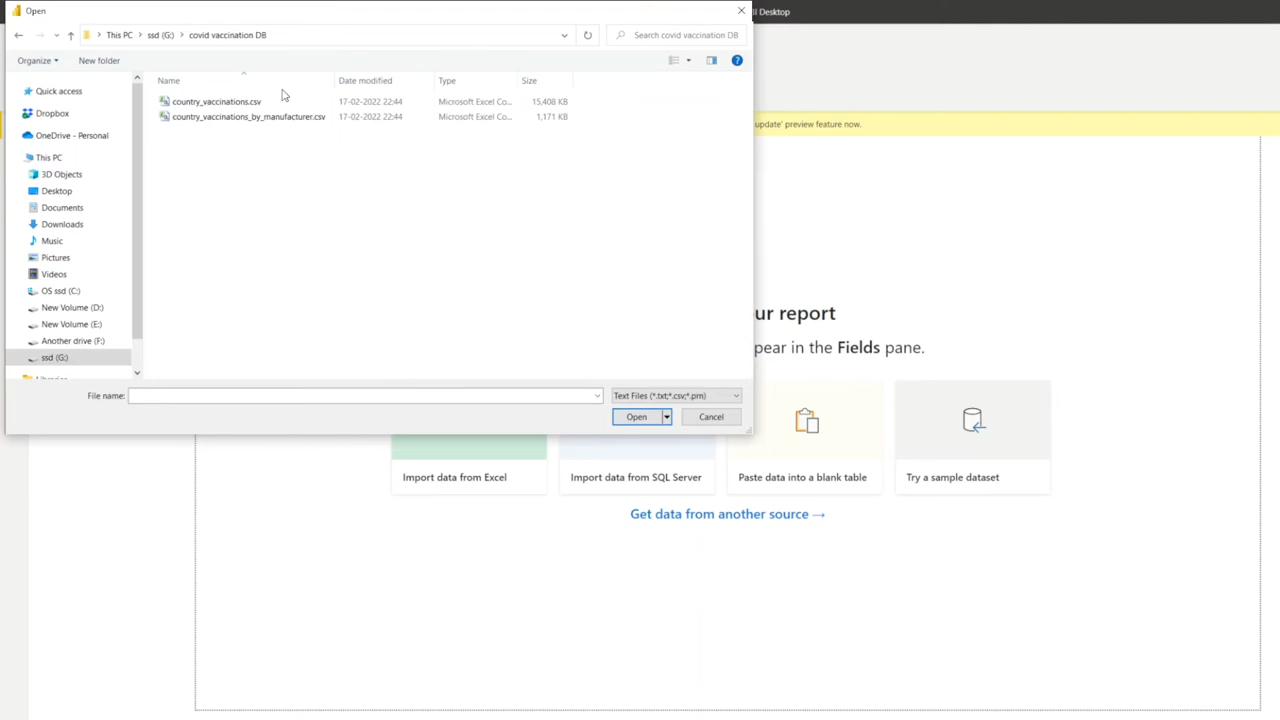 Open
ll Desktop
This PC
ssd (G:)
covid vaccination DB
Search covid vaccination DB
Organize
New folder
Name
Date modified
Type
Size
country_vaccinations.csv
17-02-2022 22:44
Microsoft Excel Co...
15,408 KB
country_vaccinations_by_manufacturer.csv
17-02-2022 22:44
Microsoft Excel Co...
1,171 KB
Quick access
Dropbox
OneDrive - Personal
This PC
3D Objects
Desktop
Documents
Downloads
Music
Pictures
Videos
OS ssd (C:)
New Volume (D:)
New Volume (E:)
Another drive (F:)
ssd (G:)
File name:
Text Files (*.txt;*.csv;*.prn)
Open
Cancel
update' preview feature now.
ur report
pear in the Fields pane.
Import data from Excel
Import data from SQL Server
Paste data into a blank table
Try a sample dataset
Get data from another source →